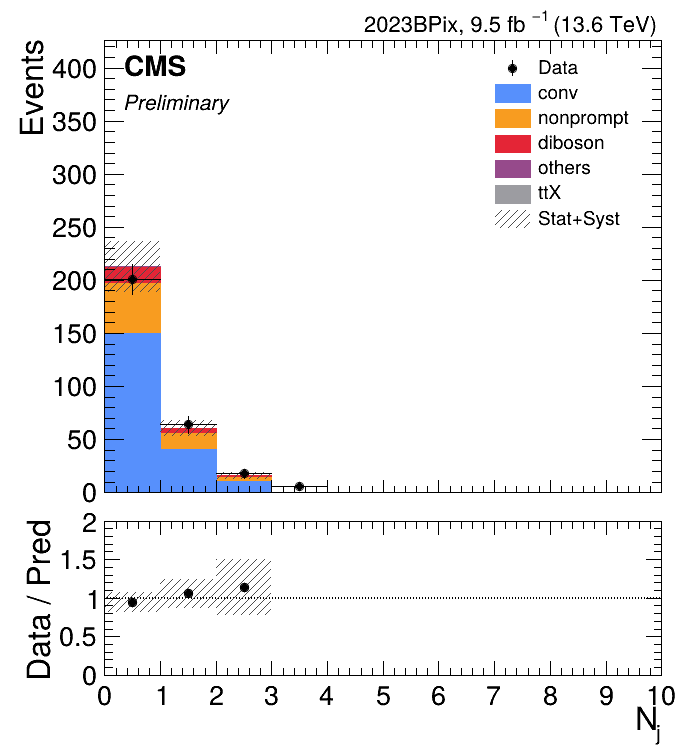 2023BPix, 9.5 fb⁻¹ (13.6 TeV)
Events
400
350
300
250
200
150
100
50
0
CMS
Preliminary
Data
conv
nonprompt
diboson
others
ttX
Stat+Syst
Data / Pred
2
1.5
1
0.5
0
0 1 2 3 4 5 6 7 8 9 10
N_j